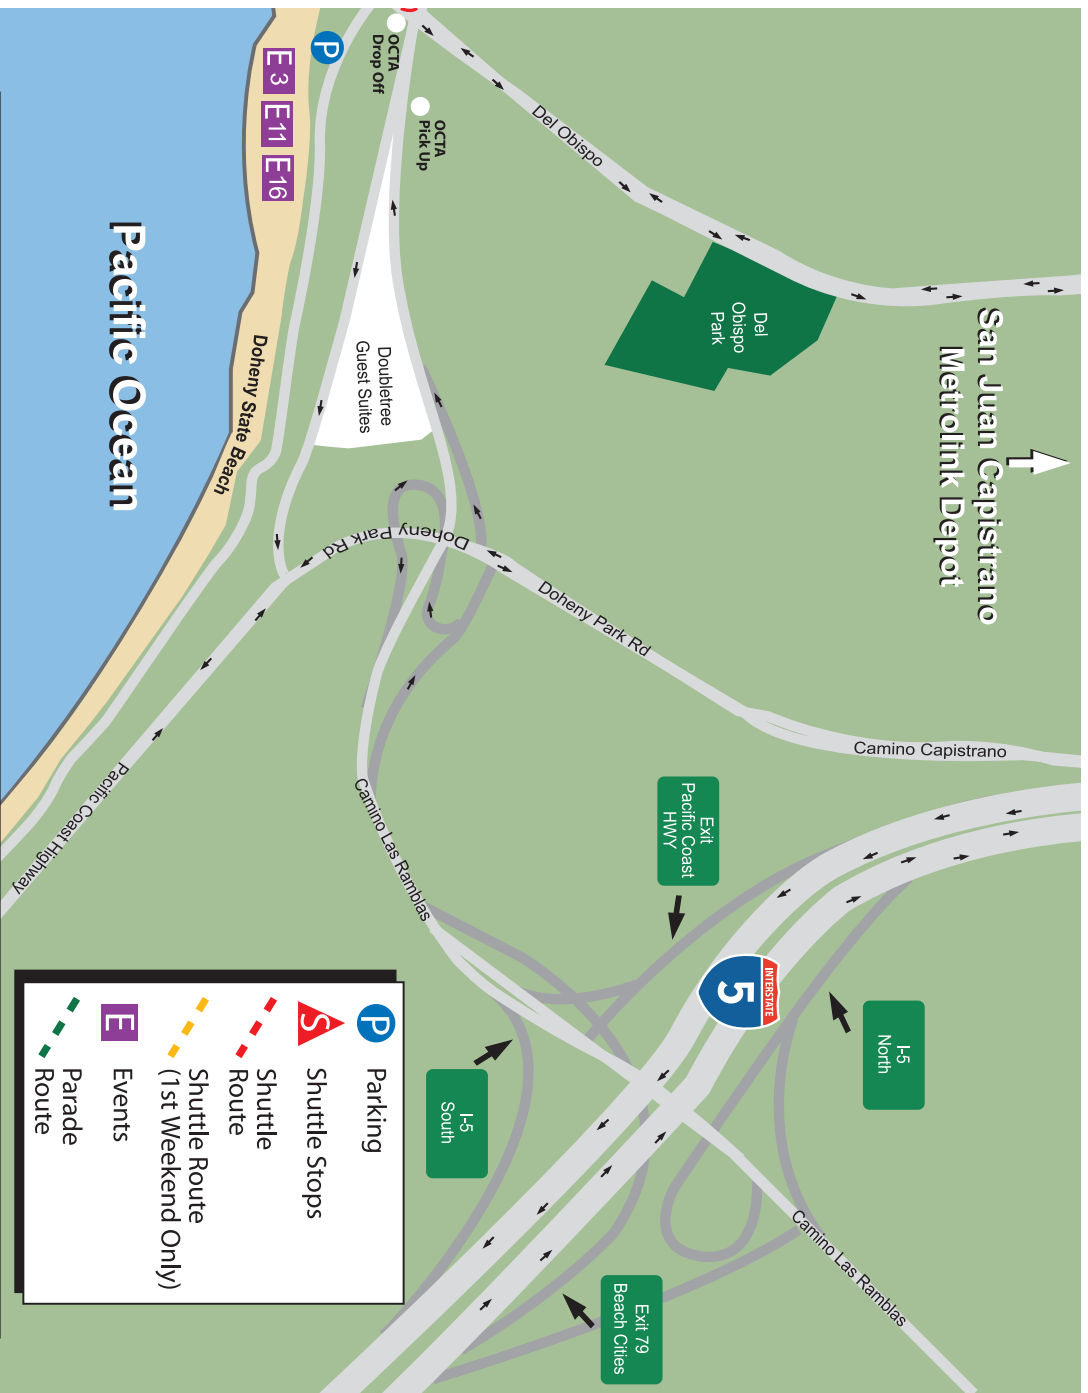 San Juan Capistrano
Metrolink Depot
Del Obispo
Del
Obispo
Park
OCTA
Pick Up
OCTA
Drop Off
P
E 3
E11
E16
Doubletree
Guest Suites
Doheny State Beach
Pacific Ocean
Doheny Park Rd
Doheny Park Rd
Camino Capistrano
Pacific Coast Highway
Camino Las Ramblas
Exit
Pacific Coast
HWY
INTERSTATE
5
I-5
North
I-5
South
Camino Las Ramblas
Exit 79
Beach Cities
P
Parking
S
Shuttle Stops
Shuttle
Route
Shuttle Route
(1st Weekend Only)
E
Events
Parade
Route